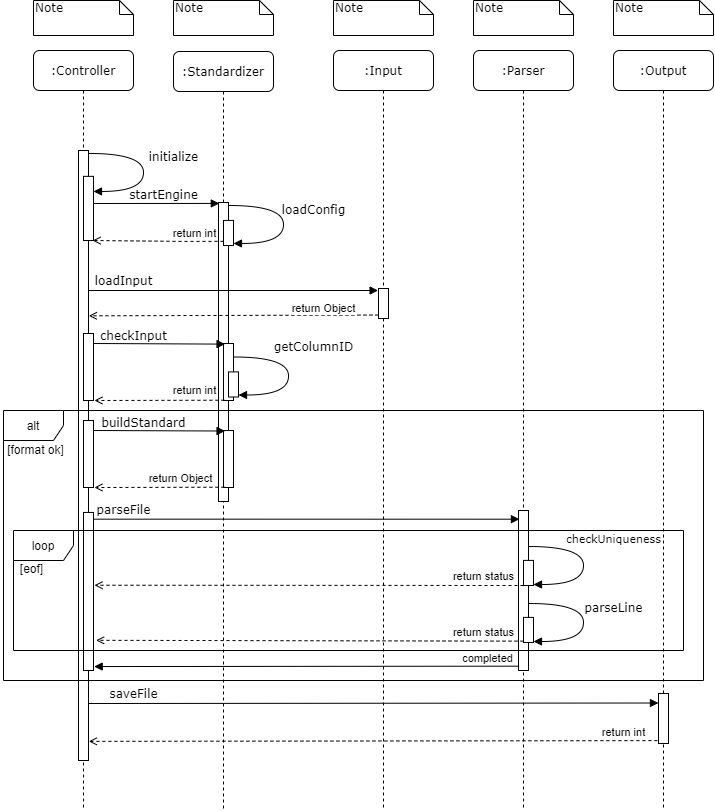 Note
Note
Note
Note
Note
:Controller
:Standardizer
:Input
:Parser
:Output
initialize
startEngine
loadConfig
return int
loadInput
return Object
checkInput
getColumnID
return int
alt
buildStandard
[format ok]
return Object
parseFile
checkUniqueness
loop
[eof]
return status
parseLine
return status
completed
saveFile
return int